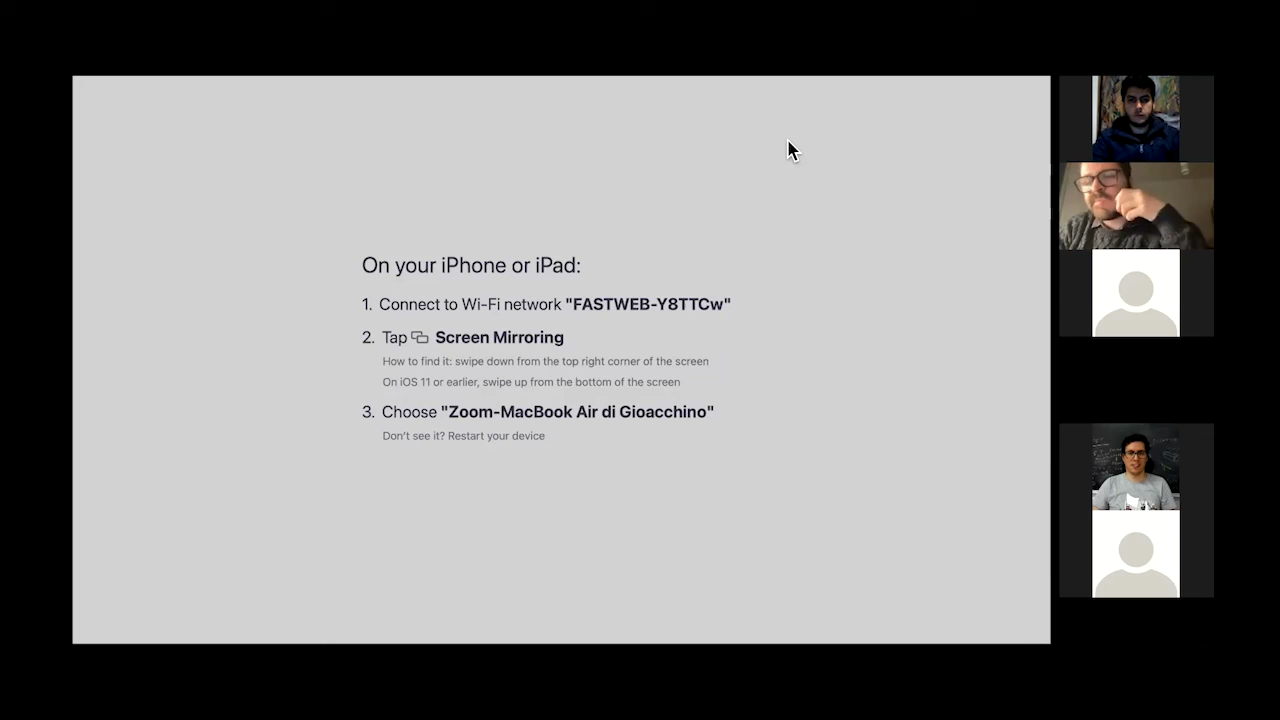 On your iPhone or iPad:
1. Connect to Wi-Fi network "FASTWEB-Y8TTCw"
2. Tap Screen Mirroring
How to find it: swipe down from the top right corner of the screen
On iOS 11 or earlier, swipe up from the bottom of the screen
3. Choose "Zoom-MacBook Air di Gioacchino"
Don't see it? Restart your device